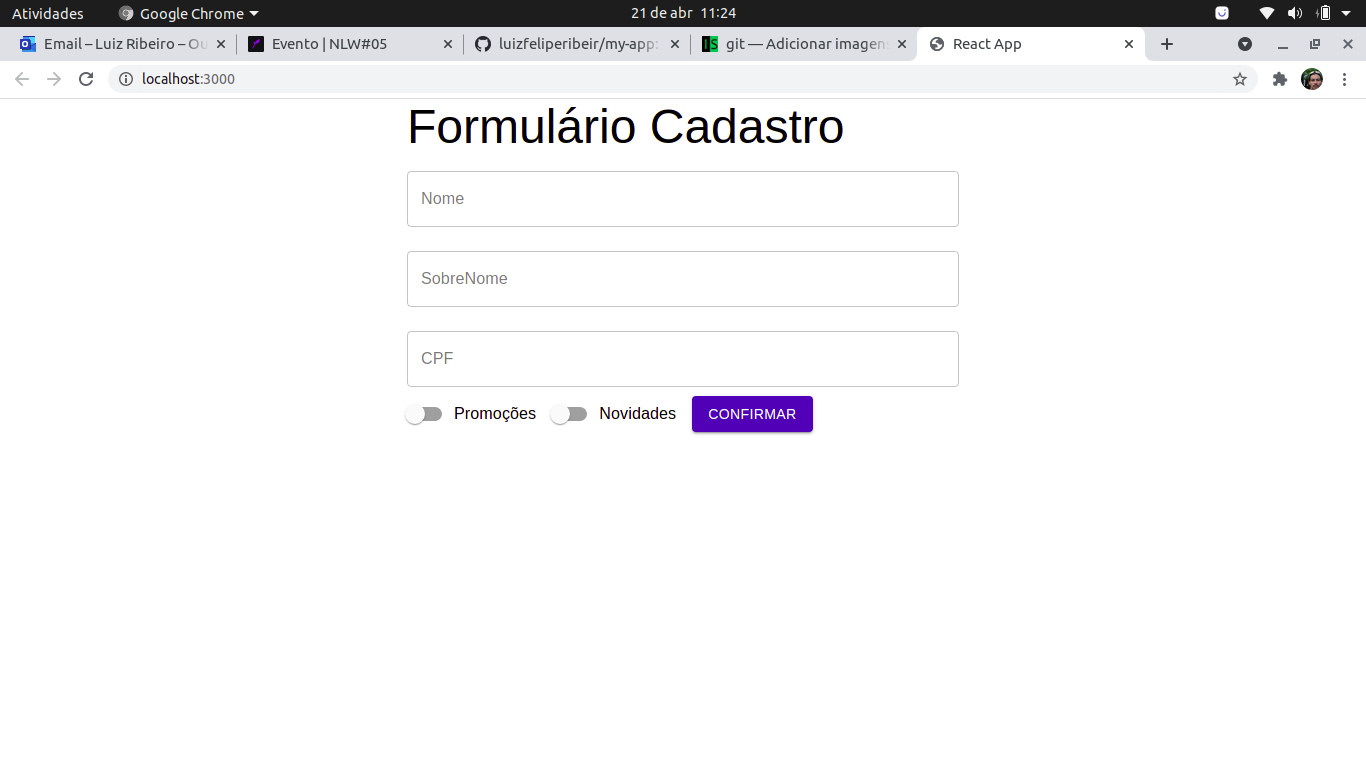 Atividades Google Chrome 21 de abr 11:24
Email – Luiz Ribeiro – Ou Evento | NLW#05 luizfeliperibeir/my-app: git — Adicionar imagens React App
localhost:3000
Formulário Cadastro
Nome
SobreNome
CPF
Promoções Novidades CONFIRMAR